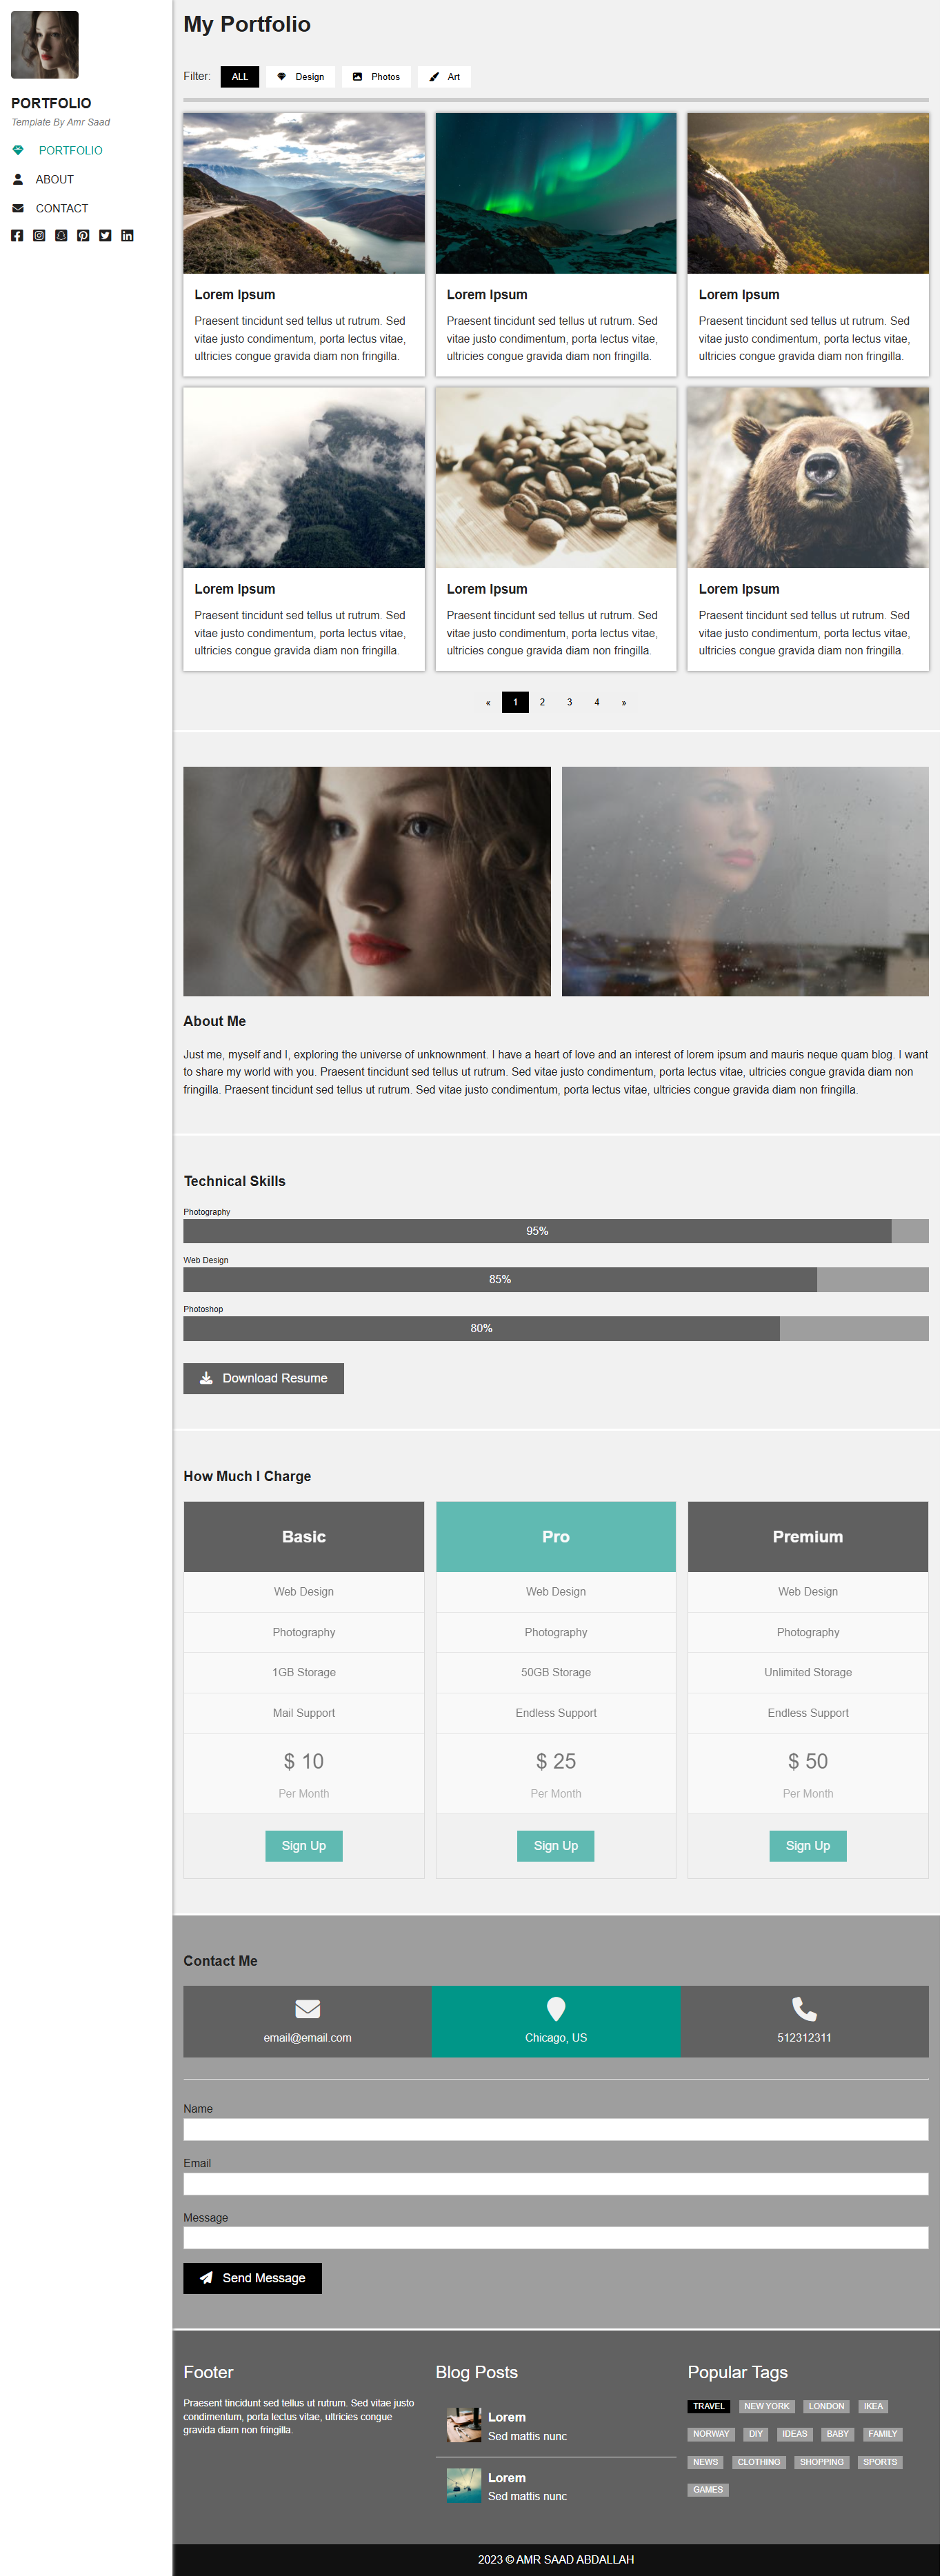 PORTFOLIO
Template By Amr Saad
PORTFOLIO
ABOUT
CONTACT
My Portfolio
Filter: ALL Design Photos Art
Lorem Ipsum
Praesent tincidunt sed tellus ut rutrum. Sed
vitae justo condimentum, porta lectus vitae,
ultricies congue gravida diam non fringilla.
Lorem Ipsum
Praesent tincidunt sed tellus ut rutrum. Sed
vitae justo condimentum, porta lectus vitae,
ultricies congue gravida diam non fringilla.
Lorem Ipsum
Praesent tincidunt sed tellus ut rutrum. Sed
vitae justo condimentum, porta lectus vitae,
ultricies congue gravida diam non fringilla.
Lorem Ipsum
Praesent tincidunt sed tellus ut rutrum. Sed
vitae justo condimentum, porta lectus vitae,
ultricies congue gravida diam non fringilla.
Lorem Ipsum
Praesent tincidunt sed tellus ut rutrum. Sed
vitae justo condimentum, porta lectus vitae,
ultricies congue gravida diam non fringilla.
Lorem Ipsum
Praesent tincidunt sed tellus ut rutrum. Sed
vitae justo condimentum, porta lectus vitae,
ultricies congue gravida diam non fringilla.
« 1 2 3 4 »
About Me
Just me, myself and I, exploring the universe of unknownment. I have a heart of love and an interest of lorem ipsum and mauris neque quam blog. I want
to share my world with you. Praesent tincidunt sed tellus ut rutrum. Sed vitae justo condimentum, porta lectus vitae, ultricies congue gravida diam non
fringilla. Praesent tincidunt sed tellus ut rutrum. Sed vitae justo condimentum, porta lectus vitae, ultricies congue gravida diam non fringilla.
Technical Skills
Photography
95%
Web Design
85%
Photoshop
80%
Download Resume
How Much I Charge
Basic
Web Design
Photography
1GB Storage
Mail Support
$ 10
Per Month
Sign Up
Pro
Web Design
Photography
50GB Storage
Endless Support
$ 25
Per Month
Sign Up
Premium
Web Design
Photography
Unlimited Storage
Endless Support
$ 50
Per Month
Sign Up
Contact Me
email@email.com
Chicago, US
512312311
Name
Email
Message
Send Message
Footer
Praesent tincidunt sed tellus ut rutrum. Sed vitae justo
condimentum, porta lectus vitae, ultricies congue
gravida diam non fringilla.
Blog Posts
Lorem
Sed mattis nunc
Lorem
Sed mattis nunc
Popular Tags
TRAVEL NEW YORK LONDON IKEA
NORWAY DIY IDEAS BABY FAMILY
NEWS CLOTHING SHOPPING SPORTS
GAMES
2023 © AMR SAAD ABDALLAH